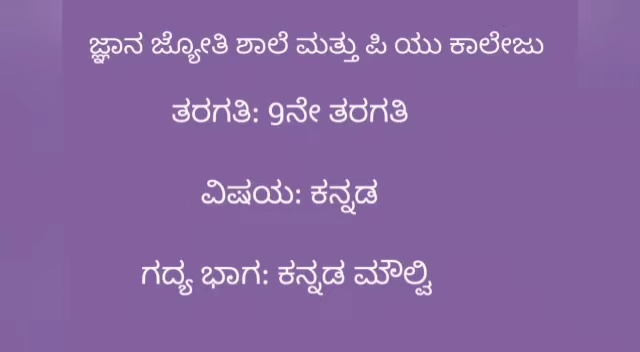 ಜ್ಞಾನ ಜ್ಯೋತಿ ಶಾಲೆ ಮತ್ತು ಪಿ ಯು ಕಾಲೇಜು
ತರಗತಿ: 9ನೇ ತರಗತಿ
ವಿಷಯ: ಕನ್ನಡ
ಗದ್ಯ ಭಾಗ: ಕನ್ನಡ ಮೌಲ್ವಿ